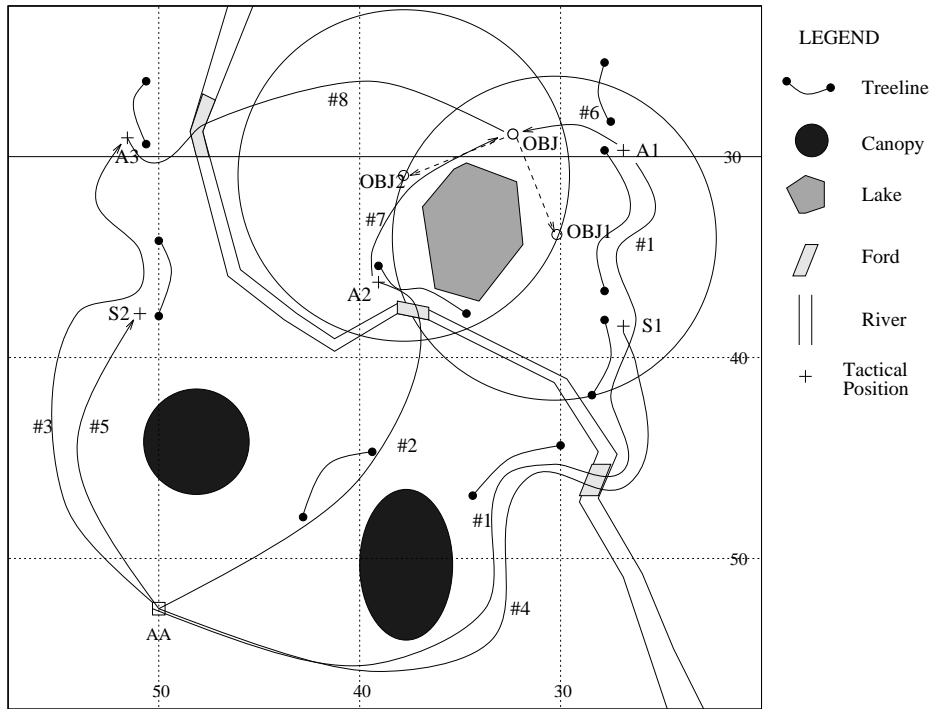 LEGEND
Treeline
Canopy
Lake
Ford
River
Tactical
Position
#6
#8
OBJ
A3
A1
30
OBJ2
#7
OBJ1
#1
A2
S2
S1
40
#3
#5
#2
#1
50
#4
AA
50
40
30